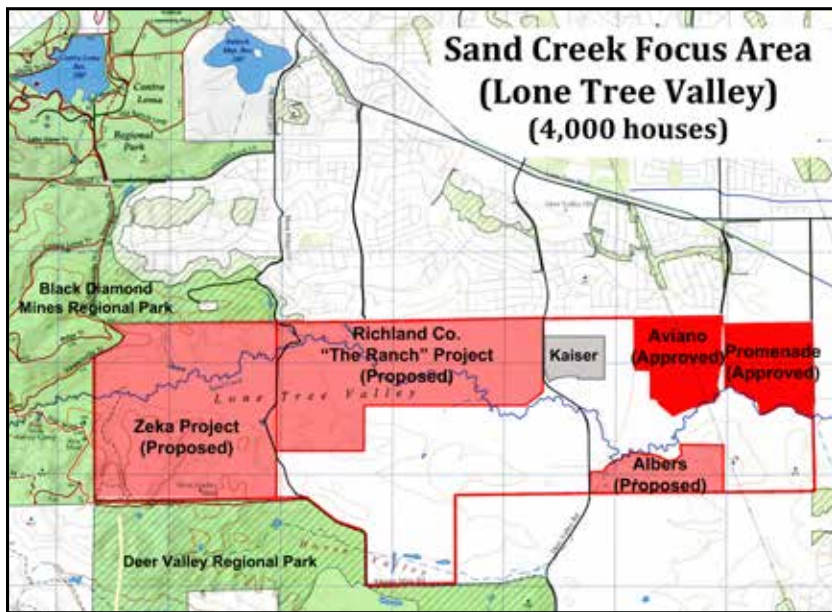 Sand Creek Focus Area
(Lone Tree Valley)
(4,000 houses)
Contra
Loma
Regional
Park
Black Diamond
Mines Regional Park
Richland Co.
“The Ranch” Project
(Proposed)
Kaiser
Aviano
(Approved)
Promenade
(Approved)
Lone Tree Valley
Zeka Project
(Proposed)
Albers
(Proposed)
Deer Valley Regional Park
Horse Valley